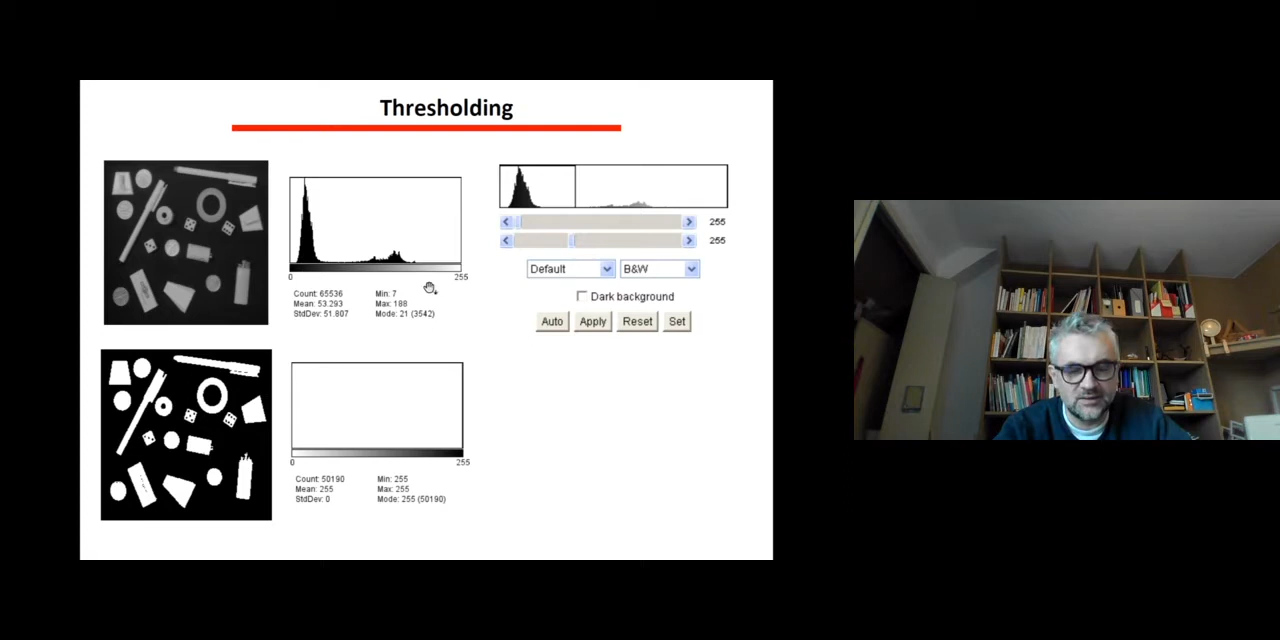 Thresholding
0 255
Count: 65536 Min: 7
Mean: 53.293 Max: 188
StdDev: 51.807 Mode: 21 (3542)
255
255
Default B&W
Dark background
Auto Apply Reset Set
0 255
Count: 50190 Min: 255
Mean: 255 Max: 255
StdDev: 0 Mode: 255 (50190)